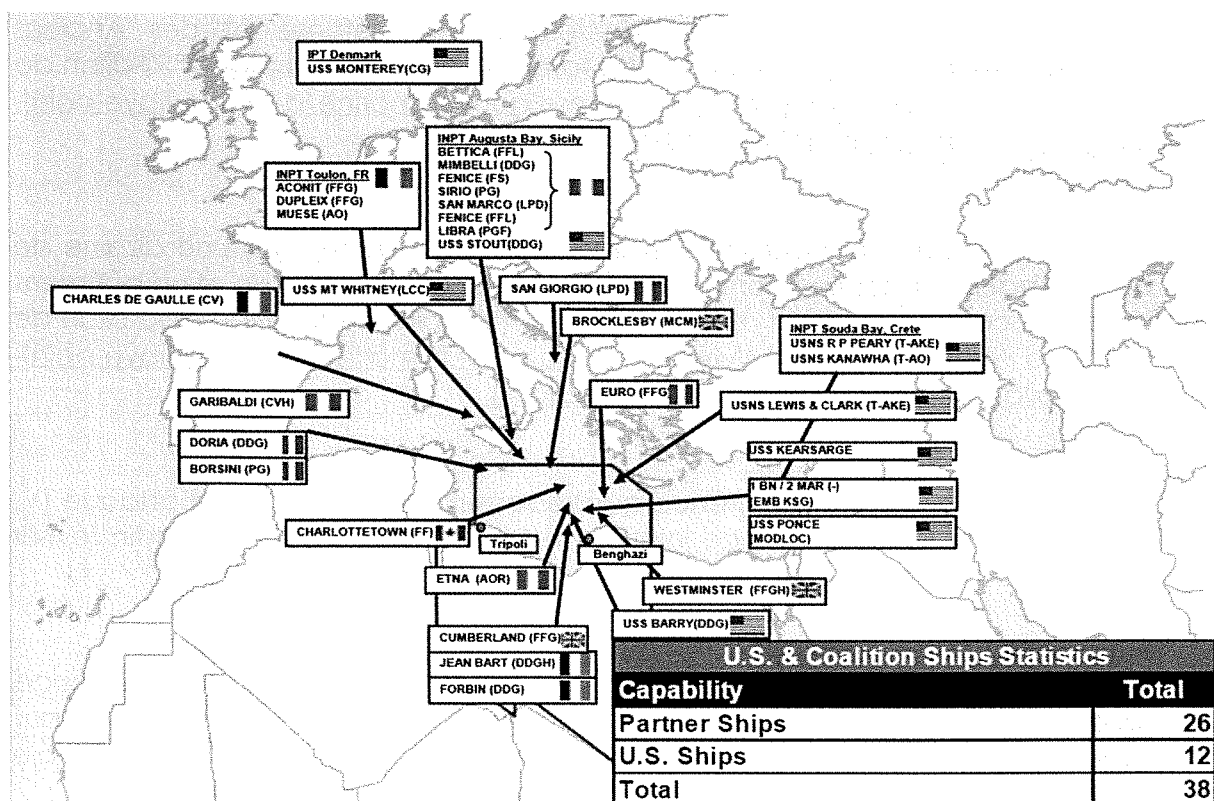 IPT Denmark
USS MONTEREY(CG)
INPT Augusta Bay, Sicily
BETTICA (FFL)
MIMBELLI (DDG)
FENICE (FS)
SIRIO (PG)
SAN MARCO (LPD)
FENICE (FFL)
LIBRA (PGF)
USS STOUT(DDG)
INPT Toulon, FR
ACONIT (FFG)
DUPLEIX (FFG)
MUESE (AO)
CHARLES DE GAULLE (CV)
USS MT WHITNEY(LCC)
SAN GIORGIO (LPD)
BROCKLESBY (MCM)
INPT Souda Bay, Crete
USNS R P PEARY (T-AKE)
USNS KANAWHA (T-AO)
GARIBALDI (CVH)
EURO (FFG)
USNS LEWIS & CLARK (T-AKE)
DORIA (DDG)
BORSINI (PG)
USS KEARSARGE
1 BN / 2 MAR (-)
(EMB KSG)
USS PONCE
(MODLOC)
CHARLOTTETOWN (FF)
Tripoli
Benghazi
ETNA (AOR)
WESTMINSTER (FFGH)
USS BARRY(DDG)
CUMBERLAND (FFG)
JEAN BART (DDGH)
FORBIN (DDG)
U.S. & Coalition Ships Statistics
Capability Total
Partner Ships 26
U.S. Ships 12
Total 38